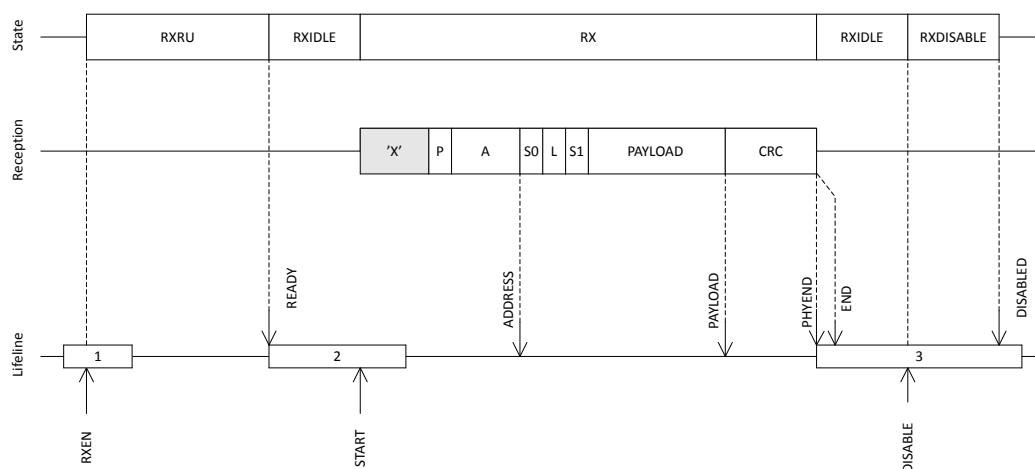 State
RXRU
RXIDLE
RX
RXIDLE
RXDISABLE
Reception
’X’
P
A
S0
L
S1
PAYLOAD
CRC
READY
ADDRESS
PAYLOAD
PHYEND
END
DISABLED
Lifeline
1
2
3
RXEN
START
DISABLE